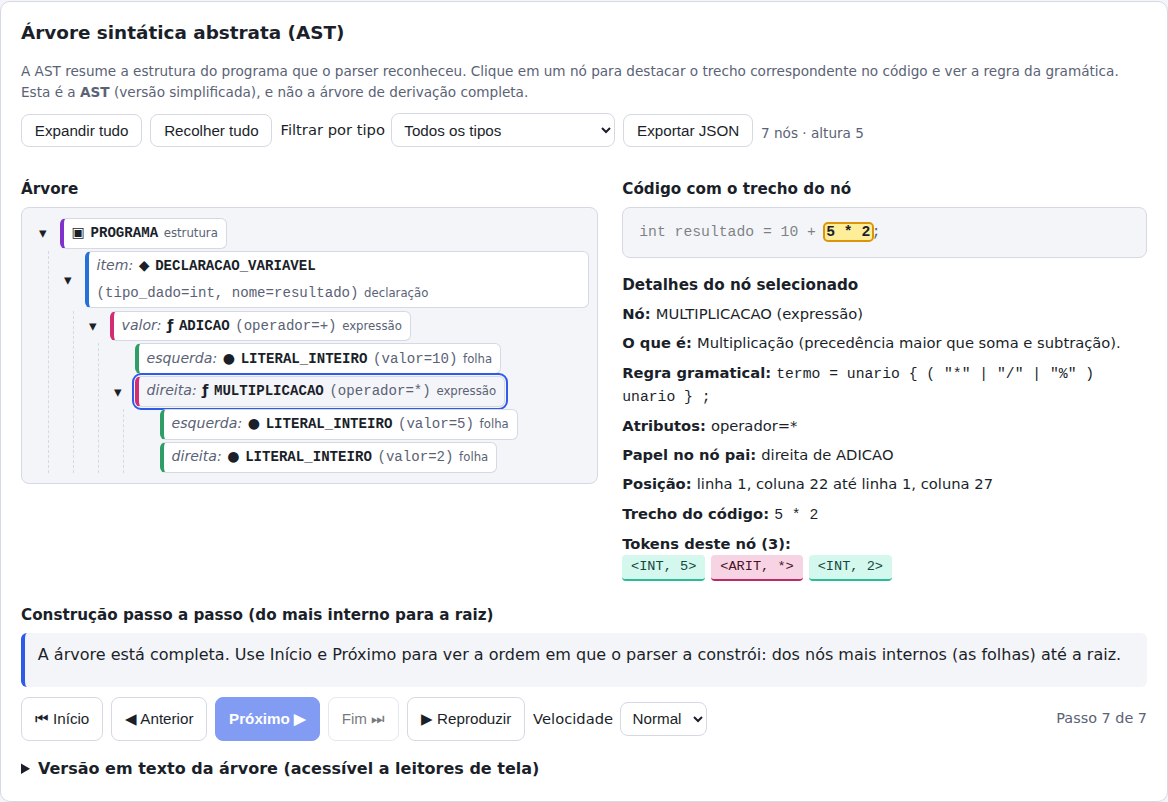 Árvore sintática abstrata (AST)
A AST resume a estrutura do programa que o parser reconheceu. Clique em um nó para destacar o trecho correspondente no código e ver a regra da gramática.
Esta é a AST (versão simplificada), e não a árvore de derivação completa.
Expandir tudo Recolher tudo Filtrar por tipo Todos os tipos Exportar JSON 7 nós · altura 5
Árvore
▼ ▣ PROGRAMA estrutura
▼ item: ◆ DECLARACAO_VARIAVEL
(tipo_dado=int, nome=resultado) declaração
▼ valor: ƒ ADICAO (operador=+) expressão
esquerda: ● LITERAL_INTEIRO (valor=10) folha
▼ direita: ƒ MULTIPLICACAO (operador=*) expressão
esquerda: ● LITERAL_INTEIRO (valor=5) folha
direita: ● LITERAL_INTEIRO (valor=2) folha
Código com o trecho do nó
int resultado = 10 + 5 * 2;
Detalhes do nó selecionado
Nó: MULTIPLICACAO (expressão)
O que é: Multiplicação (precedência maior que soma e subtração).
Regra gramatical: termo = unario { ( "*" | "/" | "%" )
unario } ;
Atributos: operador=*
Papel no nó pai: direita de ADICAO
Posição: linha 1, coluna 22 até linha 1, coluna 27
Trecho do código: 5 * 2
Tokens deste nó (3):
<INT, 5> <ARIT, *> <INT, 2>
Construção passo a passo (do mais interno para a raiz)
A árvore está completa. Use Início e Próximo para ver a ordem em que o parser a constrói: dos nós mais internos (as folhas) até a raiz.
⏮ Início ◀ Anterior Próximo ▶ Fim ⏭ ▶ Reproduzir Velocidade Normal Passo 7 de 7
▶ Versão em texto da árvore (acessível a leitores de tela)